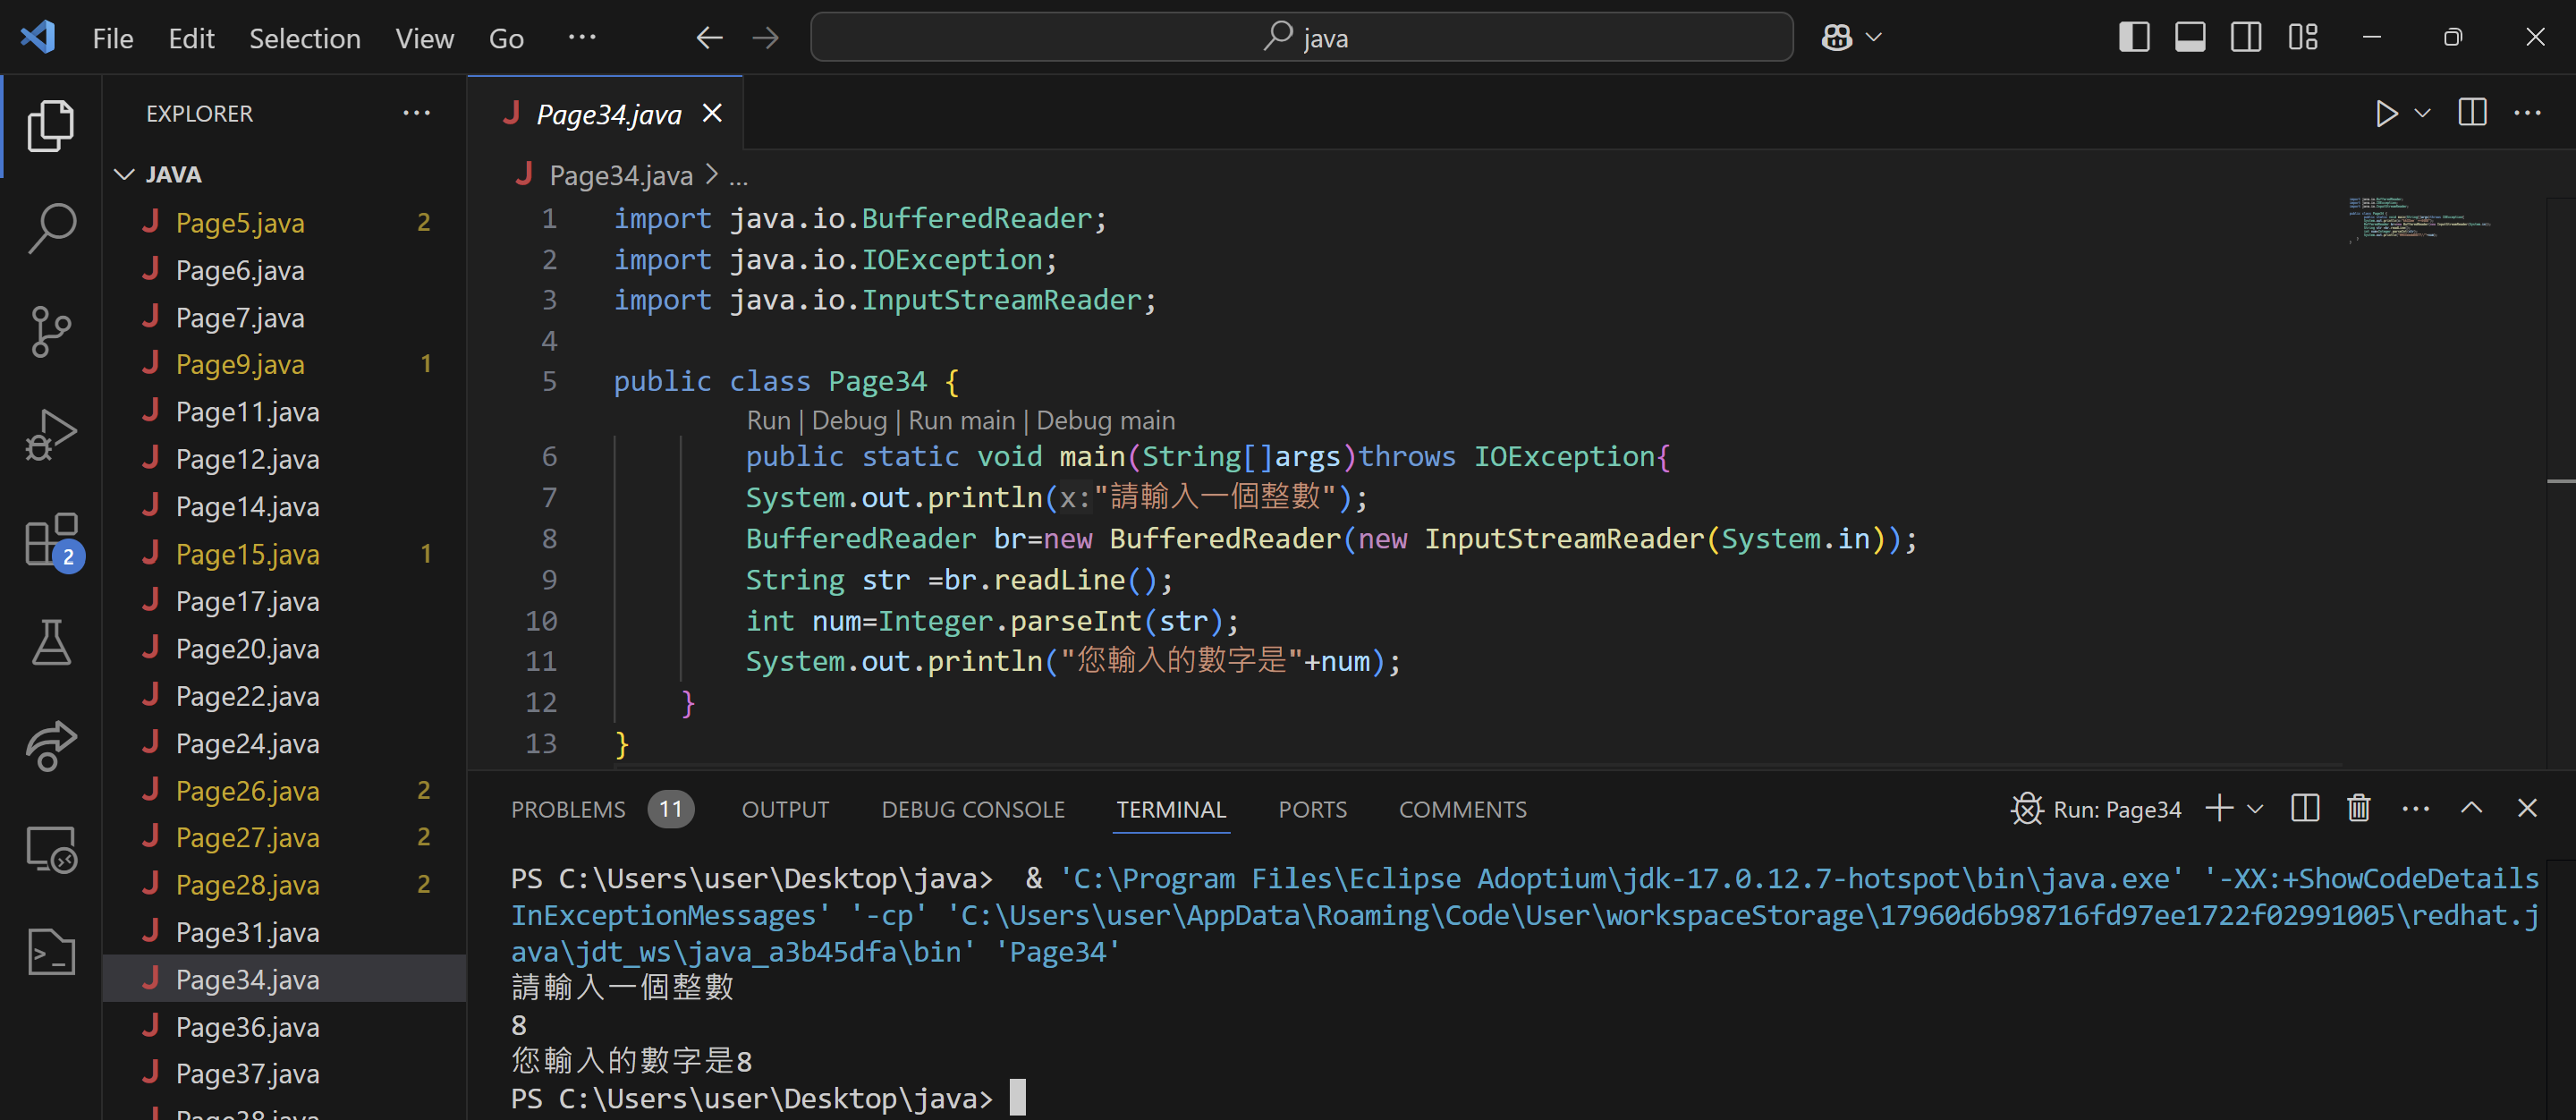 File Edit Selection View Go ···
java
EXPLORER ···
JAVA
Page5.java 2
Page6.java
Page7.java
Page9.java 1
Page11.java
Page12.java
Page14.java
Page15.java 1
Page17.java
Page20.java
Page22.java
Page24.java
Page26.java 2
Page27.java 2
Page28.java 2
Page31.java
Page34.java
Page36.java
Page37.java
Page38.java
2
Page34.java
Page34.java > ...
1 import java.io.BufferedReader;
2 import java.io.IOException;
3 import java.io.InputStreamReader;
4
5 public class Page34 {
Run | Debug | Run main | Debug main
6 public static void main(String[]args)throws IOException{
7 System.out.println(x:"請輸入一個整數");
8 BufferedReader br=new BufferedReader(new InputStreamReader(System.in));
9 String str =br.readLine();
10 int num=Integer.parseInt(str);
11 System.out.println("您輸入的數字是"+num);
12 }
13 }
PROBLEMS 11 OUTPUT DEBUG CONSOLE TERMINAL PORTS COMMENTS
Run: Page34
PS C:\Users\user\Desktop\java>  & 'C:\Program Files\Eclipse Adoptium\jdk-17.0.12.7-hotspot\bin\java.exe' '-XX:+ShowCodeDetails
InExceptionMessages' '-cp' 'C:\Users\user\AppData\Roaming\Code\User\workspaceStorage\17960d6b98716fd97ee1722f02991005\redhat.j
ava\jdt_ws\java_a3b45dfa\bin' 'Page34'
請輸入一個整數
8
您輸入的數字是8
PS C:\Users\user\Desktop\java>